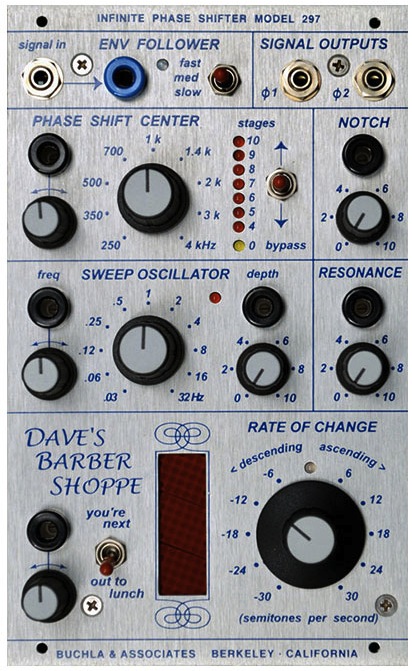 INFINITE PHASE SHIFTER MODEL 297
signal in
ENV FOLLOWER
fast
med
slow
SIGNAL OUTPUTS
ϕ1
ϕ2
PHASE SHIFT CENTER
250
350
500
700
1 k
1.4 k
2 k
3 k
4 kHz
stages
10
9
8
7
6
5
4
0 bypass
NOTCH
0
2
4
6
8
10
freq
SWEEP OSCILLATOR
.03
.06
.12
.25
.5
1
2
4
8
16
32Hz
depth
0
2
4
6
8
10
RESONANCE
0
2
4
6
8
10
DAVE'S
BARBER
SHOPPE
you're
next
out to
lunch
RATE OF CHANGE
< descending
ascending >
-30
-24
-18
-12
-6
6
12
18
24
30
(semitones per second)
BUCHLA & ASSOCIATES BERKELEY · CALIFORNIA